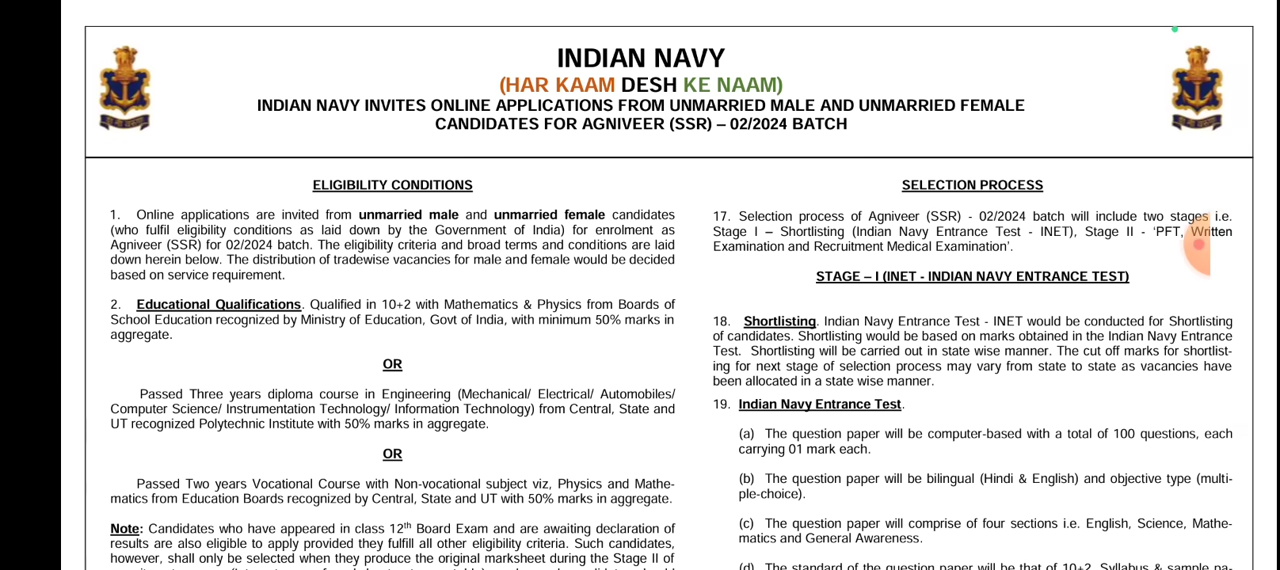 INDIAN NAVY
(HAR KAAM DESH KE NAAM)
INDIAN NAVY INVITES ONLINE APPLICATIONS FROM UNMARRIED MALE AND UNMARRIED FEMALE
CANDIDATES FOR AGNIVEER (SSR) – 02/2024 BATCH
ELIGIBILITY CONDITIONS
1. Online applications are invited from unmarried male and unmarried female candidates
(who fulfil eligibility conditions as laid down by the Government of India) for enrolment as
Agniveer (SSR) for 02/2024 batch. The eligibility criteria and broad terms and conditions are laid
down herein below. The distribution of tradewise vacancies for male and female would be decided
based on service requirement.
2. Educational Qualifications. Qualified in 10+2 with Mathematics & Physics from Boards of
School Education recognized by Ministry of Education, Govt of India, with minimum 50% marks in
aggregate.
OR
Passed Three years diploma course in Engineering (Mechanical/ Electrical/ Automobiles/
Computer Science/ Instrumentation Technology/ Information Technology) from Central, State and
UT recognized Polytechnic Institute with 50% marks in aggregate.
OR
Passed Two years Vocational Course with Non-vocational subject viz, Physics and Mathe-
matics from Education Boards recognized by Central, State and UT with 50% marks in aggregate.
Note: Candidates who have appeared in class 12th Board Exam and are awaiting declaration of
results are also eligible to apply provided they fulfill all other eligibility criteria. Such candidates,
however, shall only be selected when they produce the original marksheet during the Stage II of
SELECTION PROCESS
17. Selection process of Agniveer (SSR) - 02/2024 batch will include two stages i.e.
Stage I – Shortlisting (Indian Navy Entrance Test - INET), Stage II - ‘PFT, Written
Examination and Recruitment Medical Examination’.
STAGE – I (INET - INDIAN NAVY ENTRANCE TEST)
18. Shortlisting. Indian Navy Entrance Test - INET would be conducted for Shortlisting
of candidates. Shortlisting would be based on marks obtained in the Indian Navy Entrance
Test. Shortlisting will be carried out in state wise manner. The cut off marks for shortlist-
ing for next stage of selection process may vary from state to state as vacancies have
been allocated in a state wise manner.
19. Indian Navy Entrance Test.
(a) The question paper will be computer-based with a total of 100 questions, each
carrying 01 mark each.
(b) The question paper will be bilingual (Hindi & English) and objective type (multi-
ple-choice).
(c) The question paper will comprise of four sections i.e. English, Science, Mathe-
matics and General Awareness.
(d) The standard of the question paper will be that of 10+2. Syllabus & sample pa-